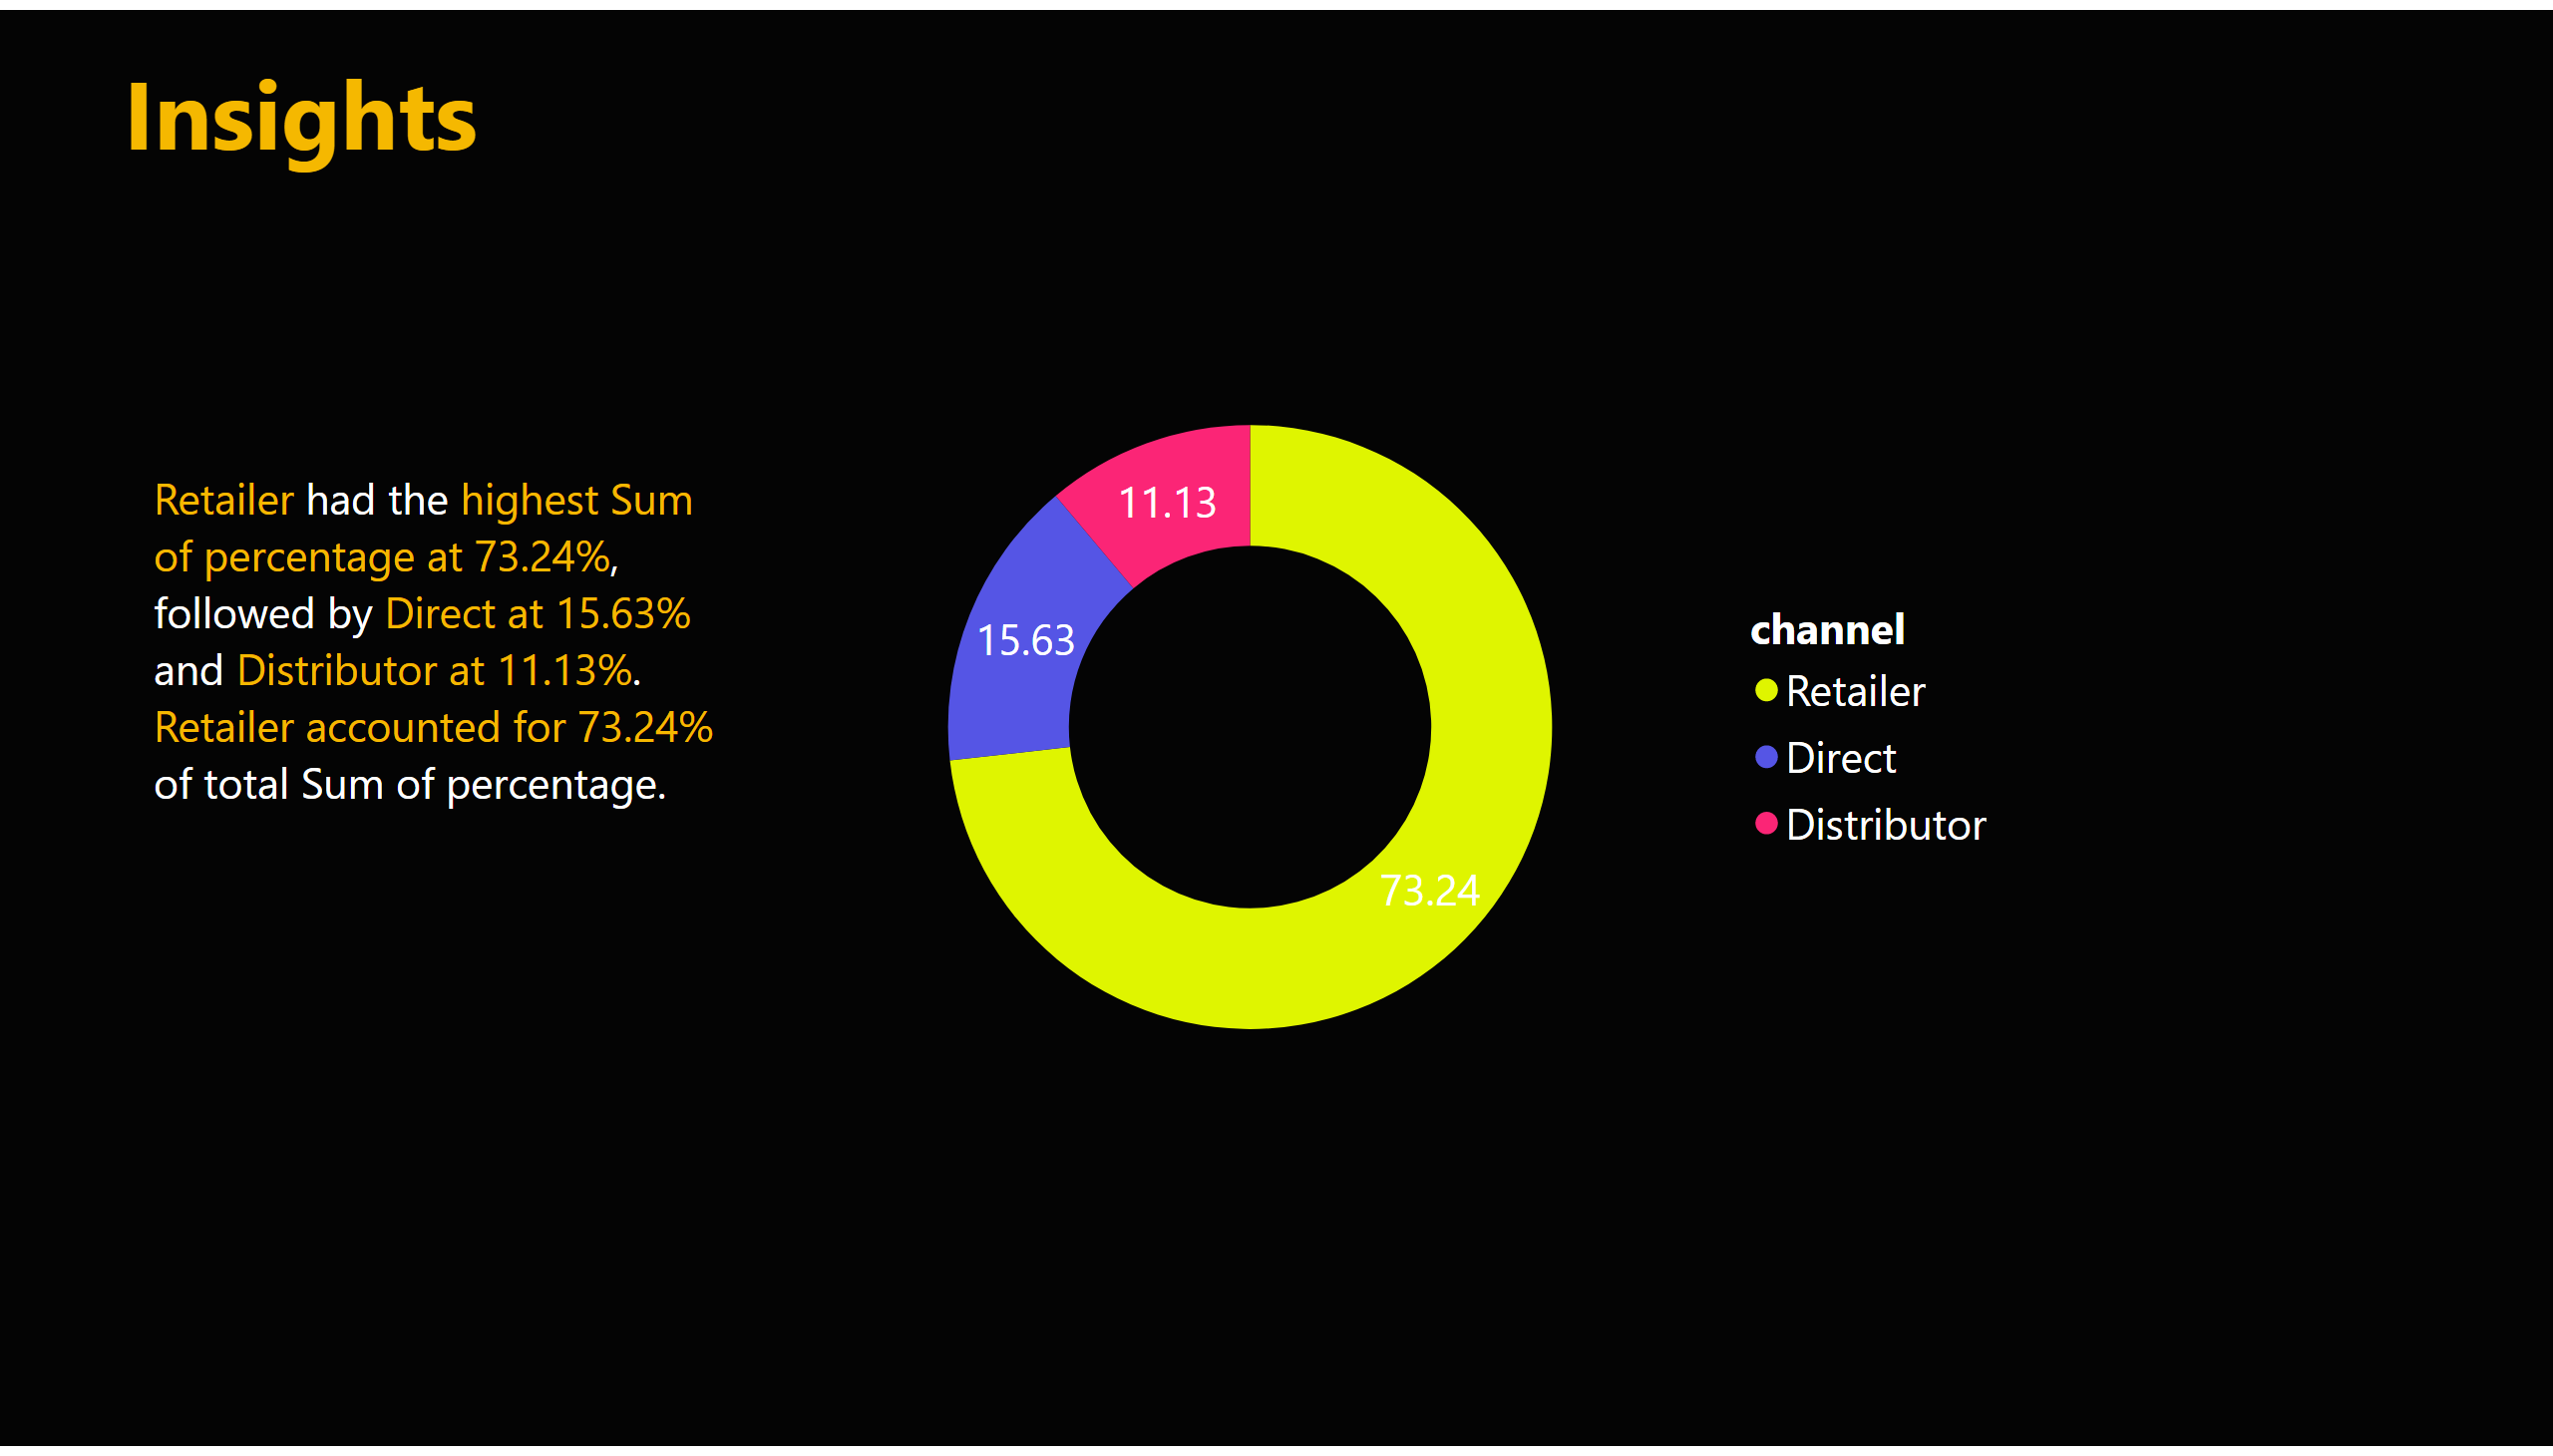 Insights
Retailer had the highest Sum
of percentage at 73.24%,
followed by Direct at 15.63%
and Distributor at 11.13%.
Retailer accounted for 73.24%
of total Sum of percentage.
11.13
15.63
73.24
channel
Retailer
Direct
Distributor